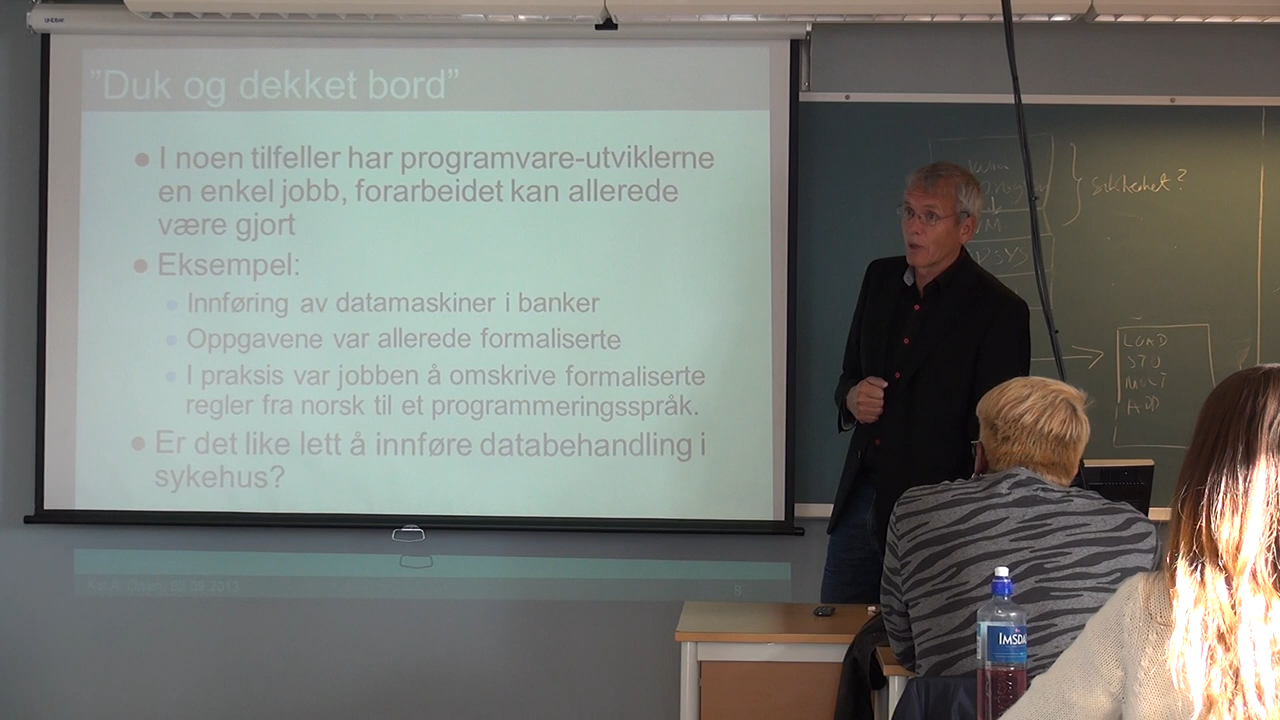 ”Duk og dekket bord”
● I noen tilfeller har programvare-utviklerne
en enkel jobb, forarbeidet kan allerede
være gjort
● Eksempel:
● Innføring av datamaskiner i banker
● Oppgavene var allerede formaliserte
● I praksis var jobben å omskrive formaliserte
regler fra norsk til et programmeringsspråk.
● Er det like lett å innføre databehandling i
sykehus?
8
sikkerhet?
LOAD
STO
MULT
ADD